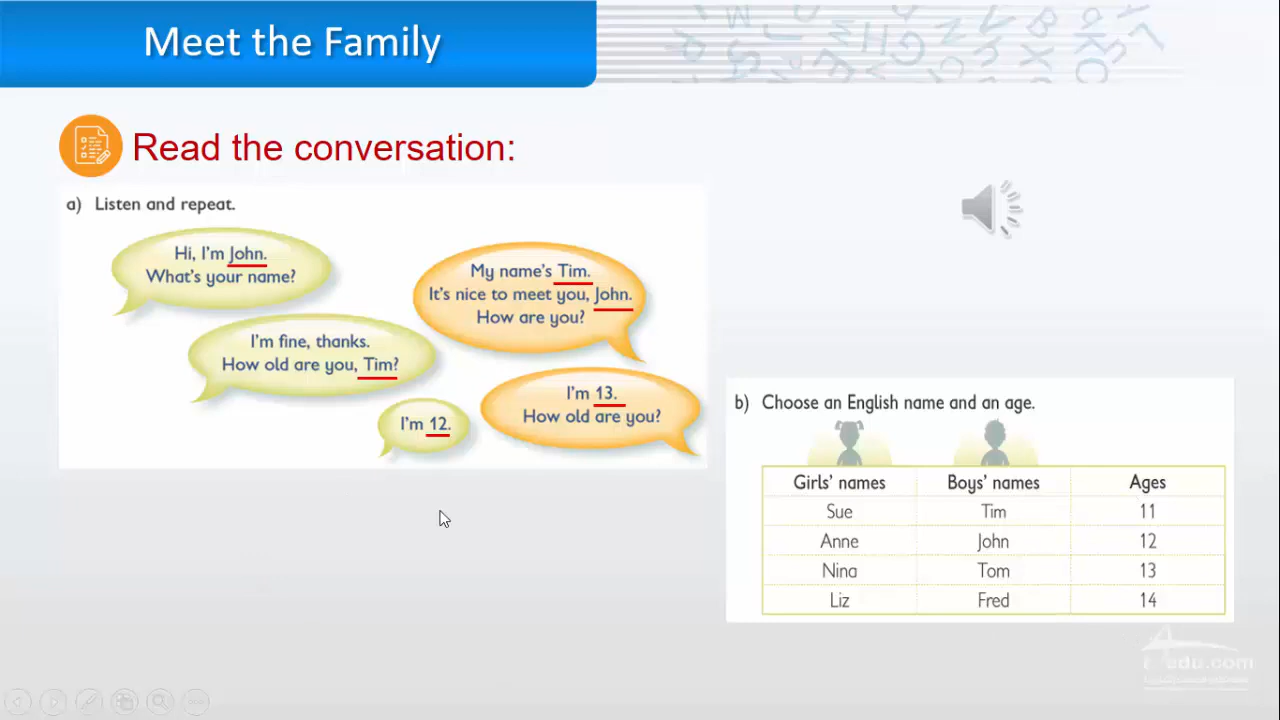 Meet the Family
Read the conversation:
a) Listen and repeat.
Hi, I'm John.
What's your name?
My name's Tim.
It's nice to meet you, John.
How are you?
I'm fine, thanks.
How old are you, Tim?
I'm 13.
How old are you?
I'm 12.
b) Choose an English name and an age.
Girls' names Boys' names Ages
Sue Tim 11
Anne John 12
Nina Tom 13
Liz Fred 14